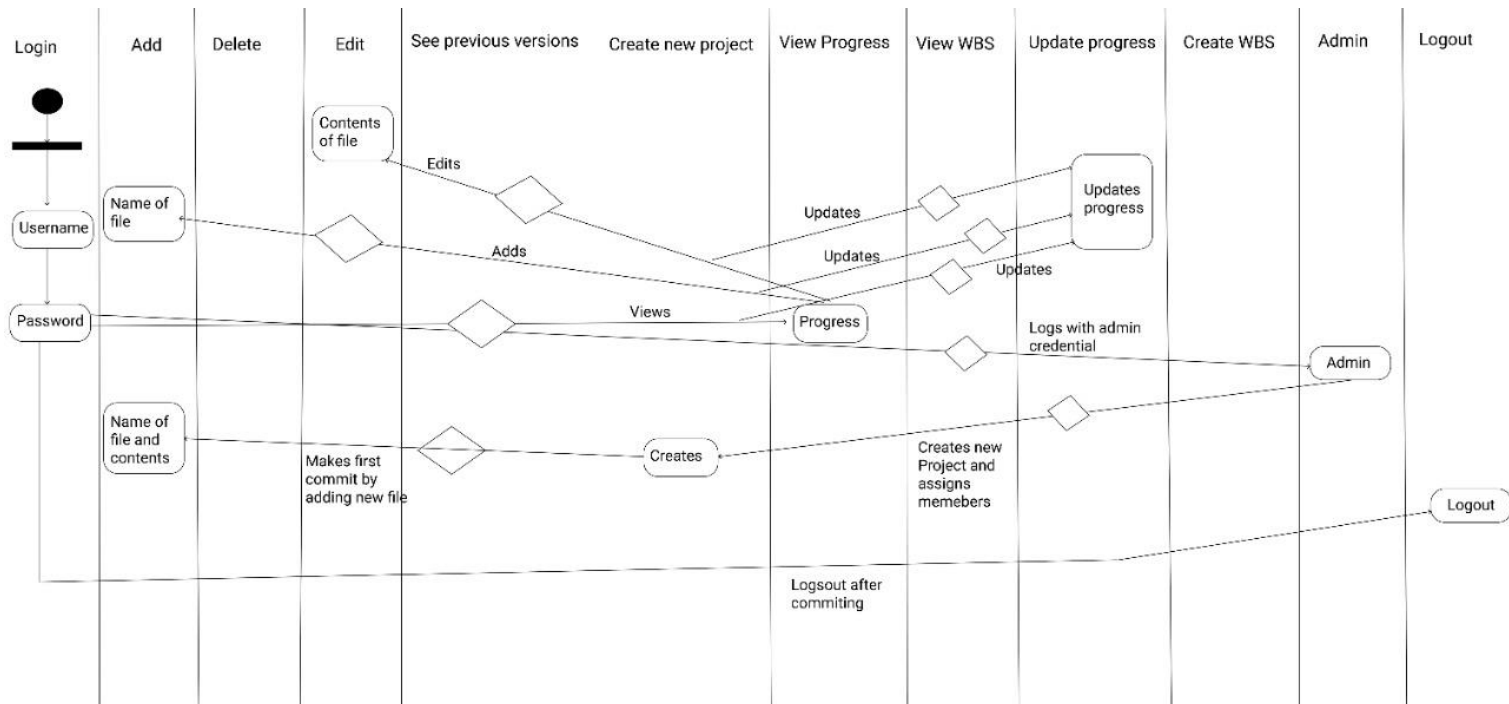 Login
Add
Delete
Edit
See previous versions
Create new project
View Progress
View WBS
Update progress
Create WBS
Admin
Logout
Contents
of file
Edits
Name of
file
Updates
Updates
progress
Username
Adds
Updates
Updates
Password
Views
Progress
Logs with admin
credential
Admin
Name of
file and
contents
Makes first
commit by
adding new file
Creates
Creates new
Project and
assigns
memebers
Logout
Logsout after
commiting